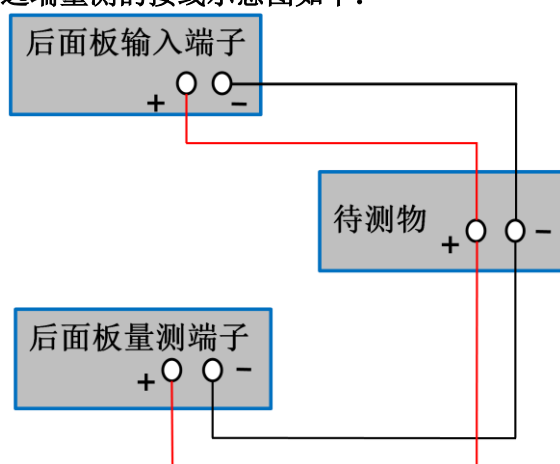 远端量测的接线示意图如下：
后面板输入端子
+ −
待测物
+ −
后面板量测端子
+ −